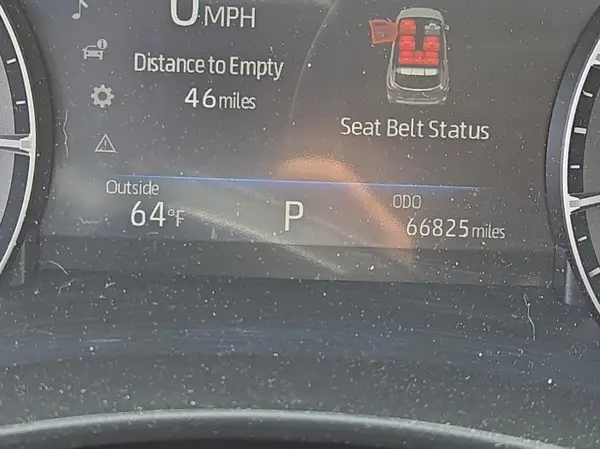 0 MPH
Distance to Empty
46 miles
Seat Belt Status
Outside
64°F
P
ODO
66825 miles